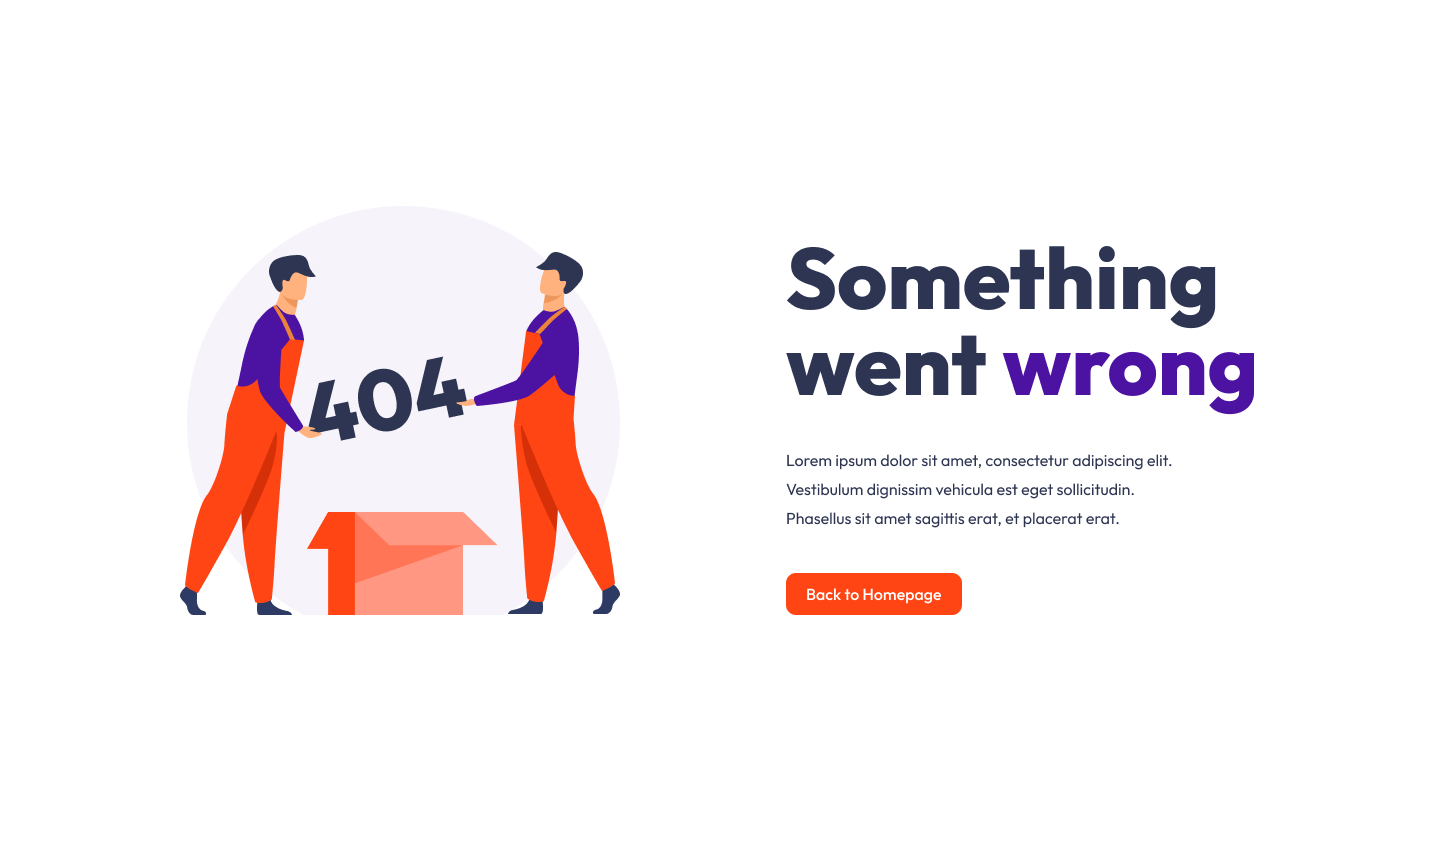 404
Something
went wrong
Lorem ipsum dolor sit amet, consectetur adipiscing elit.
Vestibulum dignissim vehicula est eget sollicitudin.
Phasellus sit amet sagittis erat, et placerat erat.
Back to Homepage